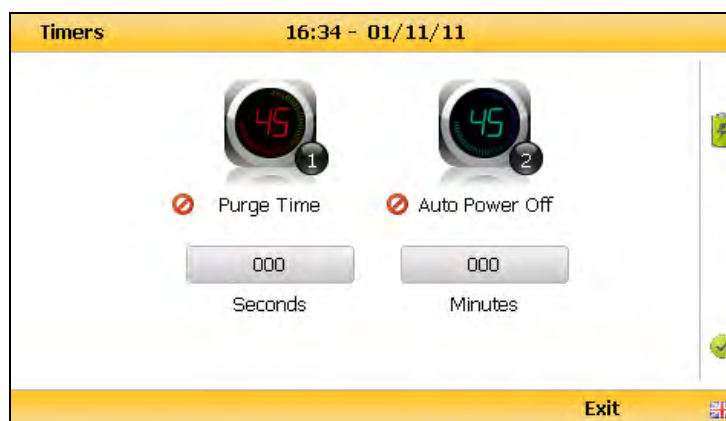 Timers 16:34 - 01/11/11
45 45
1 2
Purge Time Auto Power Off
000 000
Seconds Minutes
Exit